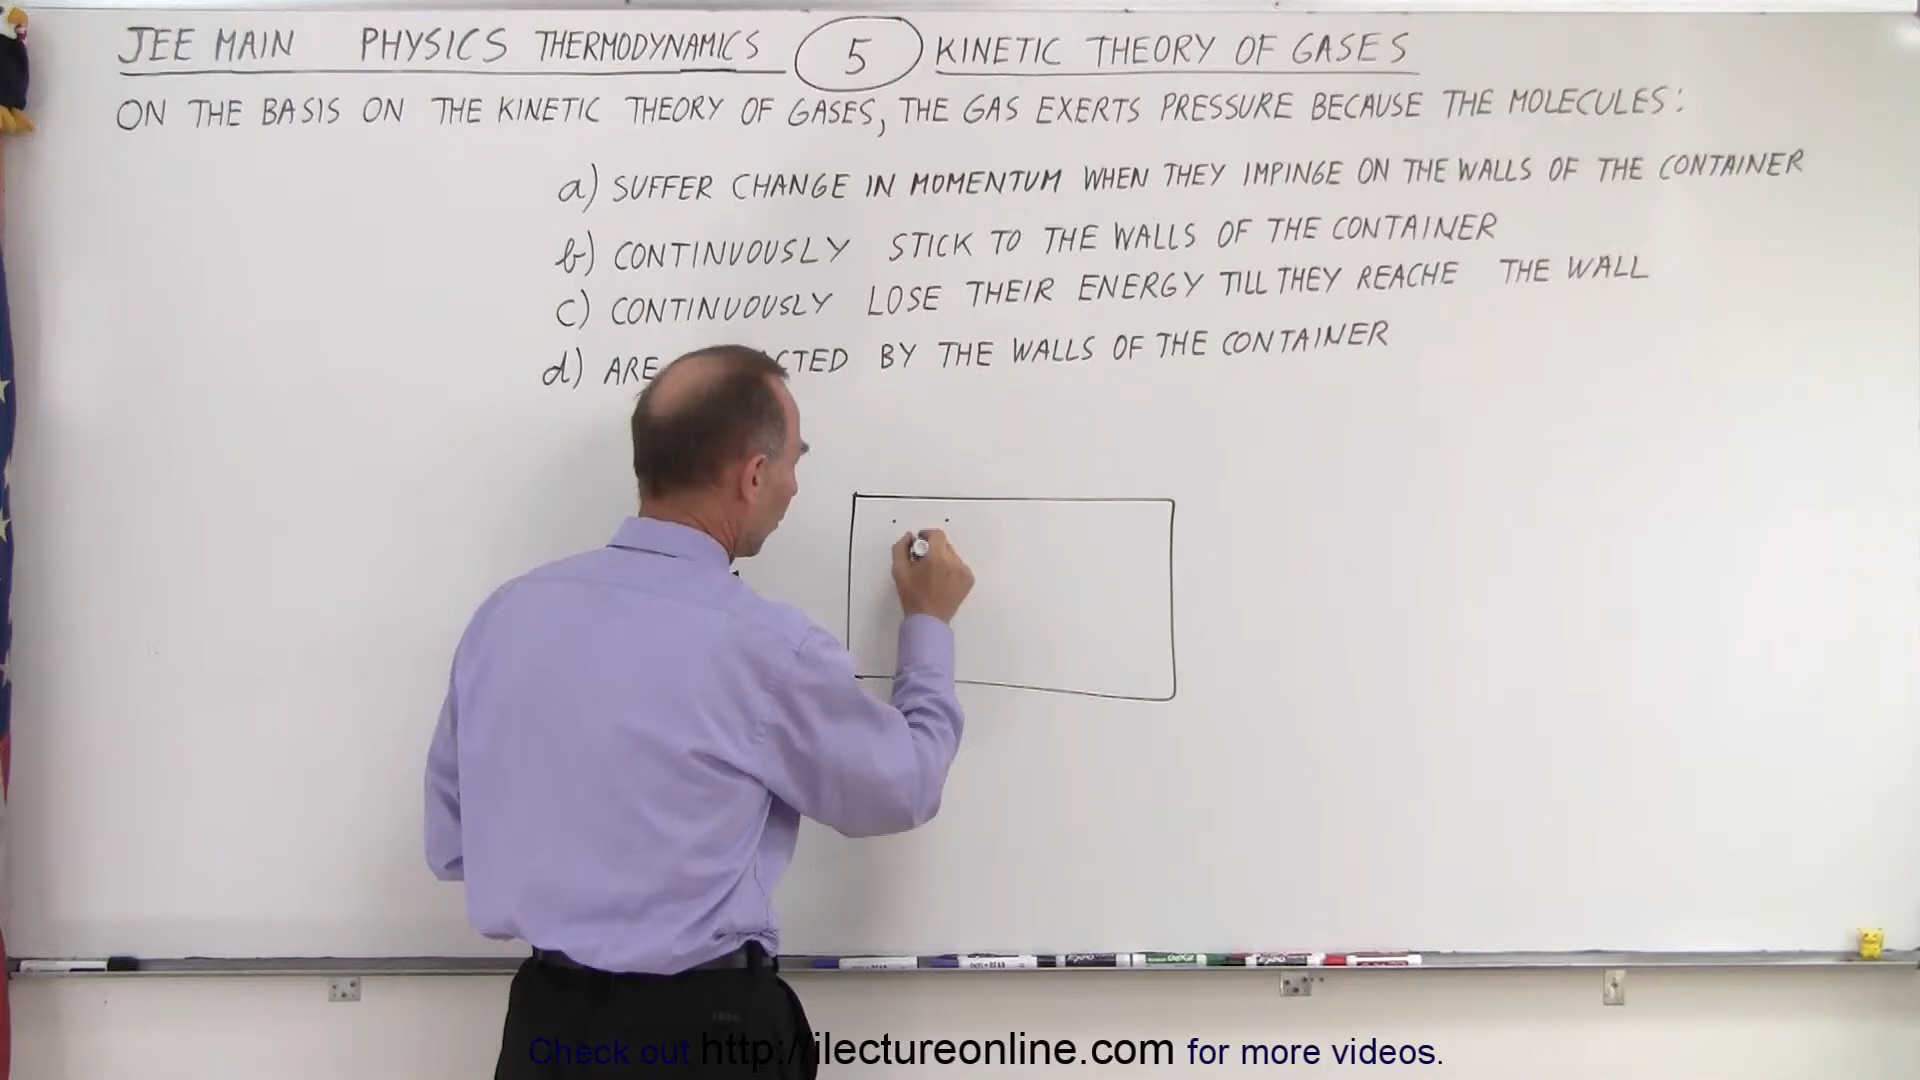 JEE MAIN PHYSICS THERMODYNAMICS 5 KINETIC THEORY OF GASES
ON THE BASIS ON THE KINETIC THEORY OF GASES, THE GAS EXERTS PRESSURE BECAUSE THE MOLECULES:
a) SUFFER CHANGE IN MOMENTUM WHEN THEY IMPINGE ON THE WALLS OF THE CONTAINER
b) CONTINUOUSLY STICK TO THE WALLS OF THE CONTAINER
c) CONTINUOUSLY LOSE THEIR ENERGY TILL THEY REACHE THE WALL
d) ARE CTED BY THE WALLS OF THE CONTAINER
Check out http://ilectureonline.com for more videos.